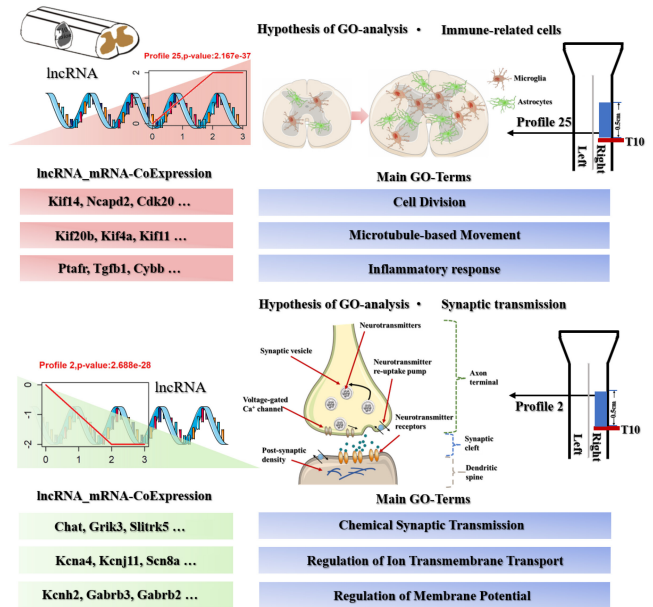 Hypothesis of GO-analysis · Immune-related cells
Profile 25,p-value:2.167e-37
lncRNA
2
1
0
0 1 2 3
Microglia
Astrocytes
Profile 25
Left
Right
0.5cm
T10
lncRNA_mRNA-CoExpression
Main GO-Terms
Kif14, Ncapd2, Cdk20 ...
Cell Division
Kif20b, Kif4a, Kif11 ...
Microtubule-based Movement
Ptafr, Tgfb1, Cybb ...
Inflammatory response
Hypothesis of GO-analysis · Synaptic transmission
Profile 2,p-value:2.688e-28
lncRNA
0
-1
-2
0 1 2 3
Neurotransmitters
Synaptic vesicle
Neurotransmitter
re-uptake pump
Axon
terminal
Voltage-gated
Ca⁺ channel
Neurotransmitter
receptors
Synaptic
cleft
Post-synaptic
density
Dendritic
spine
Profile 2
Left
Right
0.5cm
T10
lncRNA_mRNA-CoExpression
Main GO-Terms
Chat, Grik3, Slitrk5 ...
Chemical Synaptic Transmission
Kcna4, Kcnj11, Scn8a ...
Regulation of Ion Transmembrane Transport
Kcnh2, Gabrb3, Gabrb2 ...
Regulation of Membrane Potential